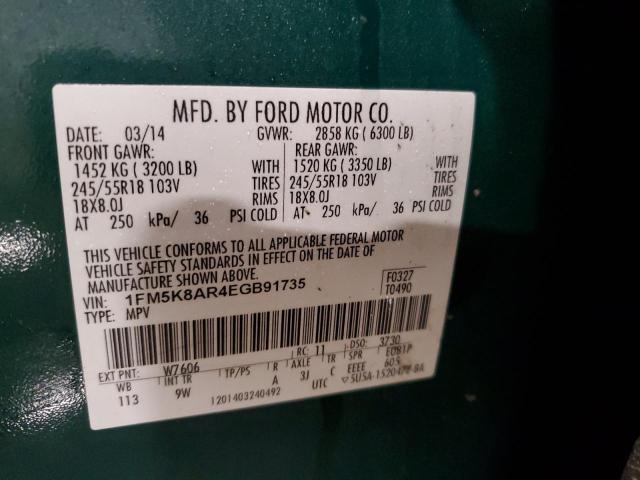 MFD. BY FORD MOTOR CO.
DATE: 03/14 GVWR: 2858 KG ( 6300 LB)
FRONT GAWR: REAR GAWR:
1452 KG ( 3200 LB) WITH 1520 KG ( 3350 LB) WITH
245/55R18 103V TIRES 245/55R18 103V TIRES
18X8.0J RIMS 18X8.0J RIMS
AT 250 kPa/ 36 PSI COLD AT 250 kPa/ 36 PSI COLD
THIS VEHICLE CONFORMS TO ALL APPLICABLE FEDERAL MOTOR
VEHICLE SAFETY STANDARDS IN EFFECT ON THE DATE OF
MANUFACTURE SHOWN ABOVE.
VIN: 1FM5K8AR4EGB91735 F0327
TYPE: MPV T0490
RC: 11 DSO: 3730
EXT PNT: W7606 E081P
WB INT TR TP/PS R AXLE TR SPR 60S
113 9W A 3J C EEEE
1201403240492 UTC